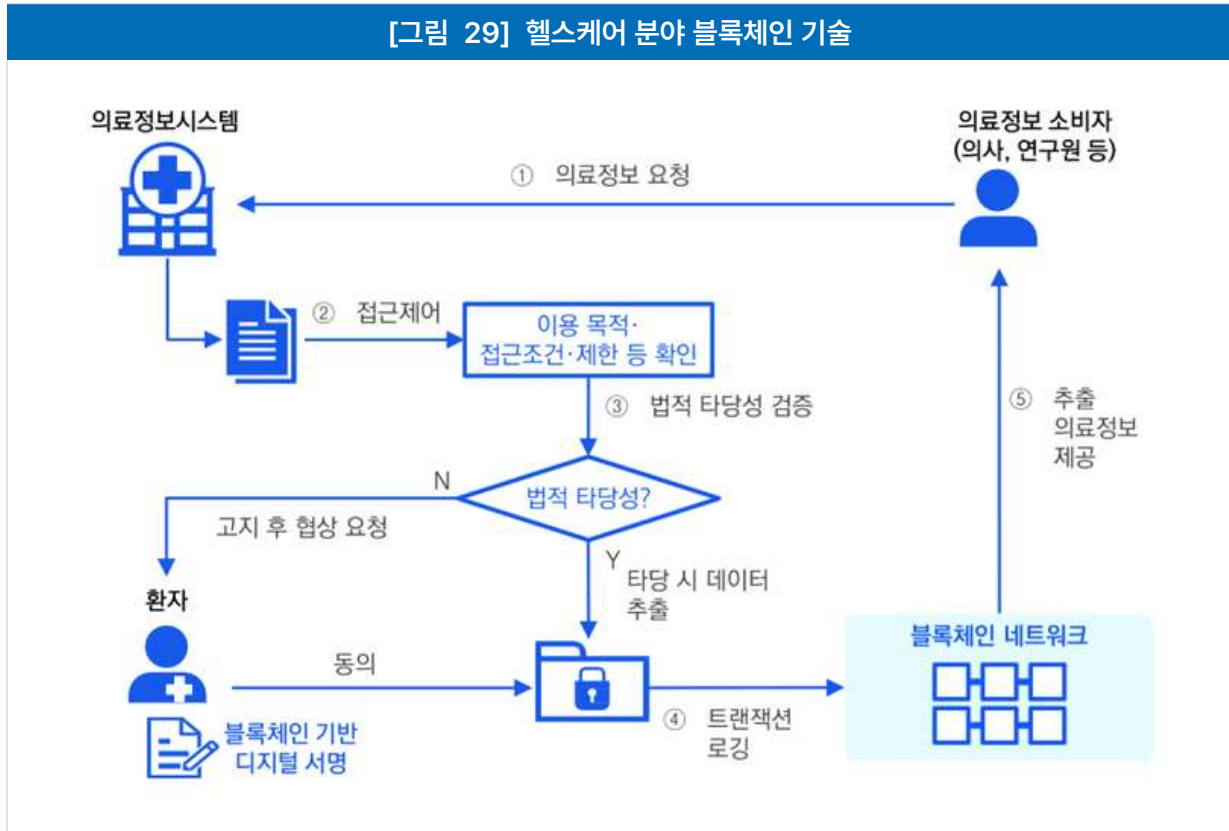 [그림 29] 헬스케어 분야 블록체인 기술
의료정보시스템
의료정보 소비자
(의사, 연구원 등)
① 의료정보 요청
② 접근제어
이용 목적·
접근조건·제한 등 확인
③ 법적 타당성 검증
⑤ 추출
의료정보
제공
N
법적 타당성?
고지 후 협상 요청
Y
타당 시 데이터
추출
환자
블록체인 네트워크
동의
④ 트랜잭션
로깅
블록체인 기반
디지털 서명